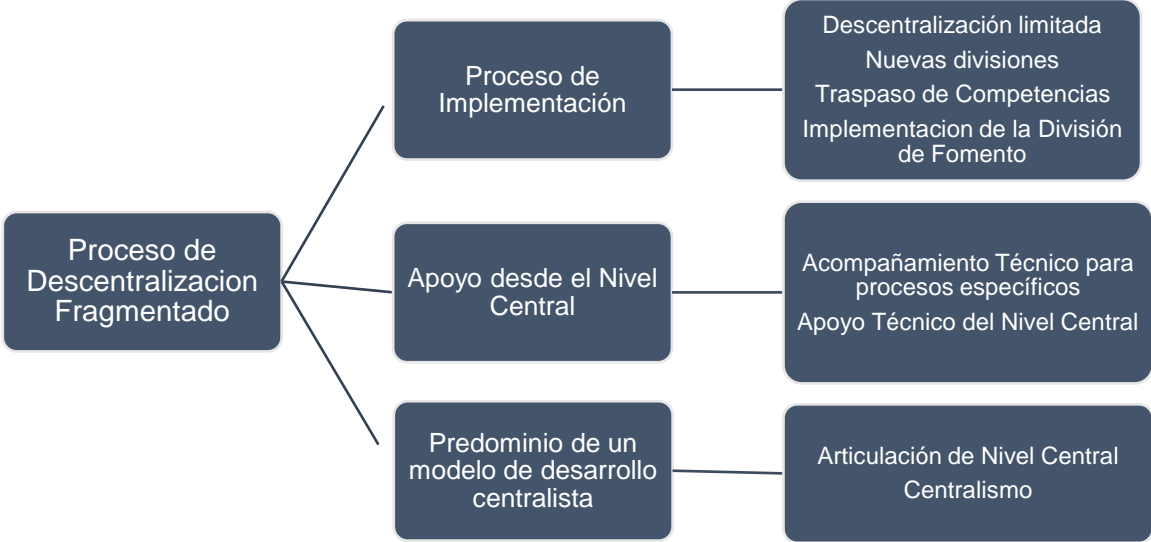 Proceso de
Descentralizacion
Fragmentado
Proceso de
Implementación
Descentralización limitada
Nuevas divisiones
Traspaso de Competencias
Implementacion de la División
de Fomento
Apoyo desde el Nivel
Central
Acompañamiento Técnico para
procesos específicos
Apoyo Técnico del Nivel Central
Predominio de un
modelo de desarrollo
centralista
Articulación de Nivel Central
Centralismo